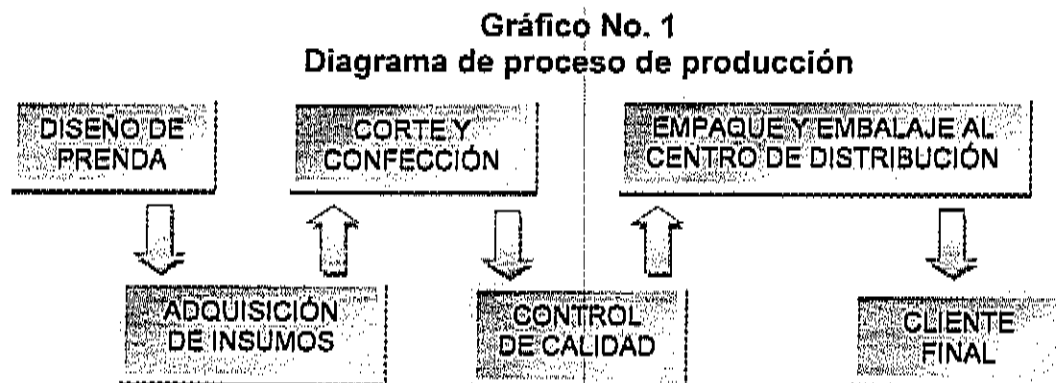 Gráfico No. 1
Diagrama de proceso de producción
DISEÑO DE
PRENDA
CORTE Y
CONFECCIÓN
EMPAQUE Y EMBALAJE AL
CENTRO DE DISTRIBUCIÓN
ADQUISICIÓN
DE INSUMOS
CONTROL
DE CALIDAD
CLIENTE
FINAL